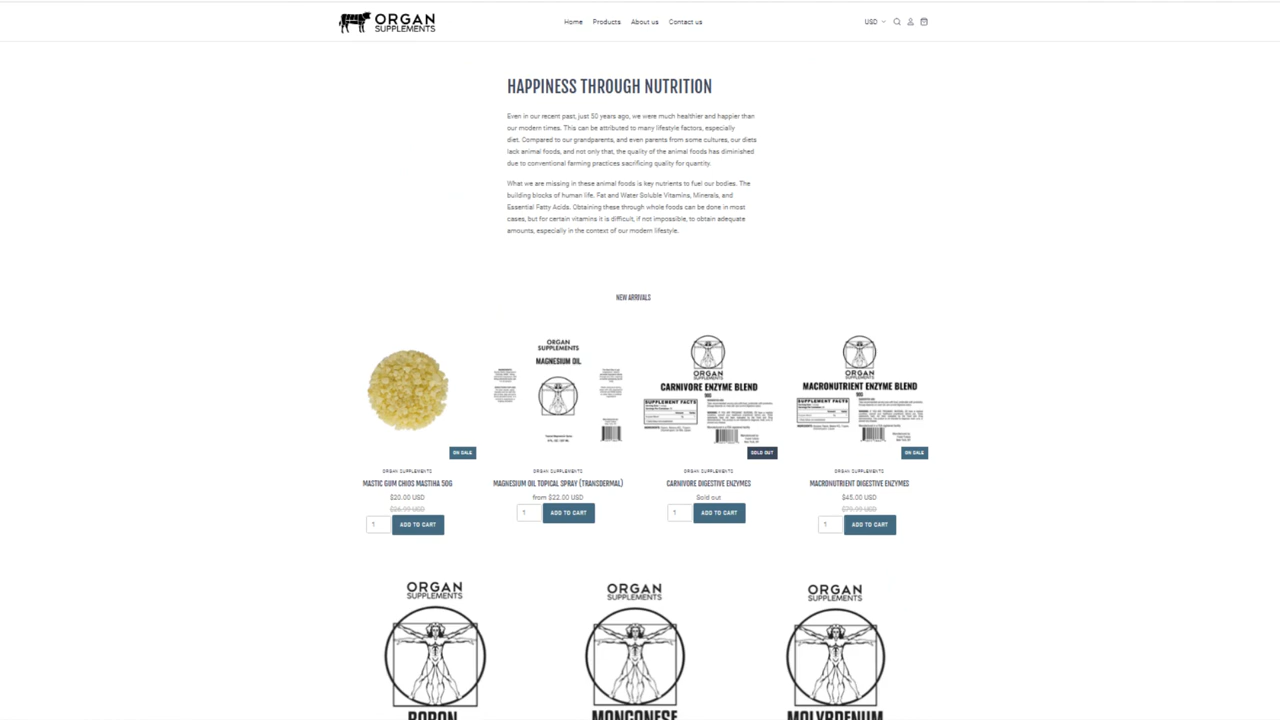 ORGAN
SUPPLEMENTS
Home Products About us Contact us
USD
HAPPINESS THROUGH NUTRITION
Even in our recent past, just 50 years ago, we were much healthier and happier than
our modern times. This can be attributed to many lifestyle factors, especially
diet. Compared to our grandparents, and even parents from some cultures, our diets
lack animal foods, and not only that, the quality of the animal foods has diminished
due to conventional farming practices sacrificing quality for quantity.
What we are missing in these animal foods is key nutrients to fuel our bodies. The
building blocks of human life. Fat and Water Soluble Vitamins, Minerals, and
Essential Fatty Acids. Obtaining these through whole foods can be done in most
cases, but for certain vitamins it is difficult, if not impossible, to obtain adequate
amounts, especially in the context of our modern lifestyle.
NEW ARRIVALS
ORGAN
SUPPLEMENTS
MAGNESIUM OIL
ORGAN
SUPPLEMENTS
CARNIVORE ENZYME BLEND
SUPPLEMENT FACTS
ORGAN
SUPPLEMENTS
MACRONUTRIENT ENZYME BLEND
SUPPLEMENT FACTS
ON SALE
SOLD OUT
ON SALE
ORGAN SUPPLEMENTS
MASTIC GUM CHIOS MASTIHA 50G
$20.00 USD
$26.99 USD
1 ADD TO CART
ORGAN SUPPLEMENTS
MAGNESIUM OIL TOPICAL SPRAY (TRANSDERMAL)
from $22.00 USD
1 ADD TO CART
ORGAN SUPPLEMENTS
CARNIVORE DIGESTIVE ENZYMES
Sold out
1 ADD TO CART
ORGAN SUPPLEMENTS
MACRONUTRIENT DIGESTIVE ENZYMES
$45.00 USD
$79.99 USD
1 ADD TO CART
ORGAN
SUPPLEMENTS
BORON
ORGAN
SUPPLEMENTS
MONGONESE
ORGAN
SUPPLEMENTS
MOLYBDENUM